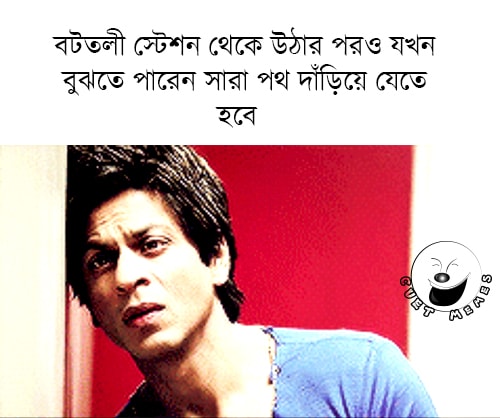 বটতলী স্টেশন থেকে উঠার পরও যখন
বুঝতে পারেন সারা পথ দাঁড়িয়ে যেতে
হবে
CUET MEMES